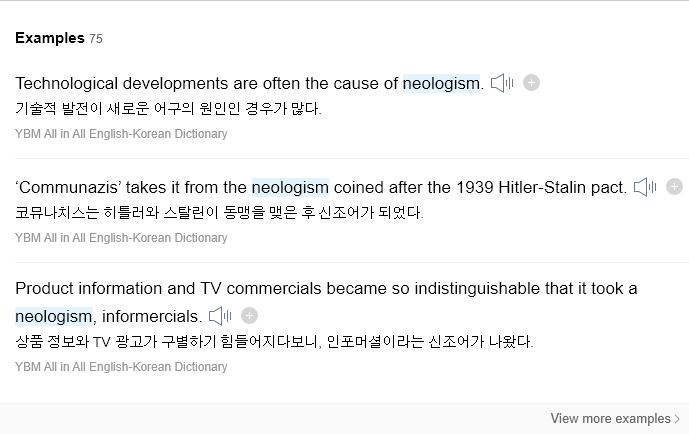 Examples 75
Technological developments are often the cause of neologism.
기술적 발전이 새로운 어구의 원인인 경우가 많다.
YBM All in All English-Korean Dictionary
‘Communazis’ takes it from the neologism coined after the 1939 Hitler-Stalin pact.
코뮤나치스는 히틀러와 스탈린이 동맹을 맺은 후 신조어가 되었다.
YBM All in All English-Korean Dictionary
Product information and TV commercials became so indistinguishable that it took a
neologism, informercials.
상품 정보와 TV 광고가 구별하기 힘들어지다보니, 인포머셜이라는 신조어가 나왔다.
YBM All in All English-Korean Dictionary
View more examples